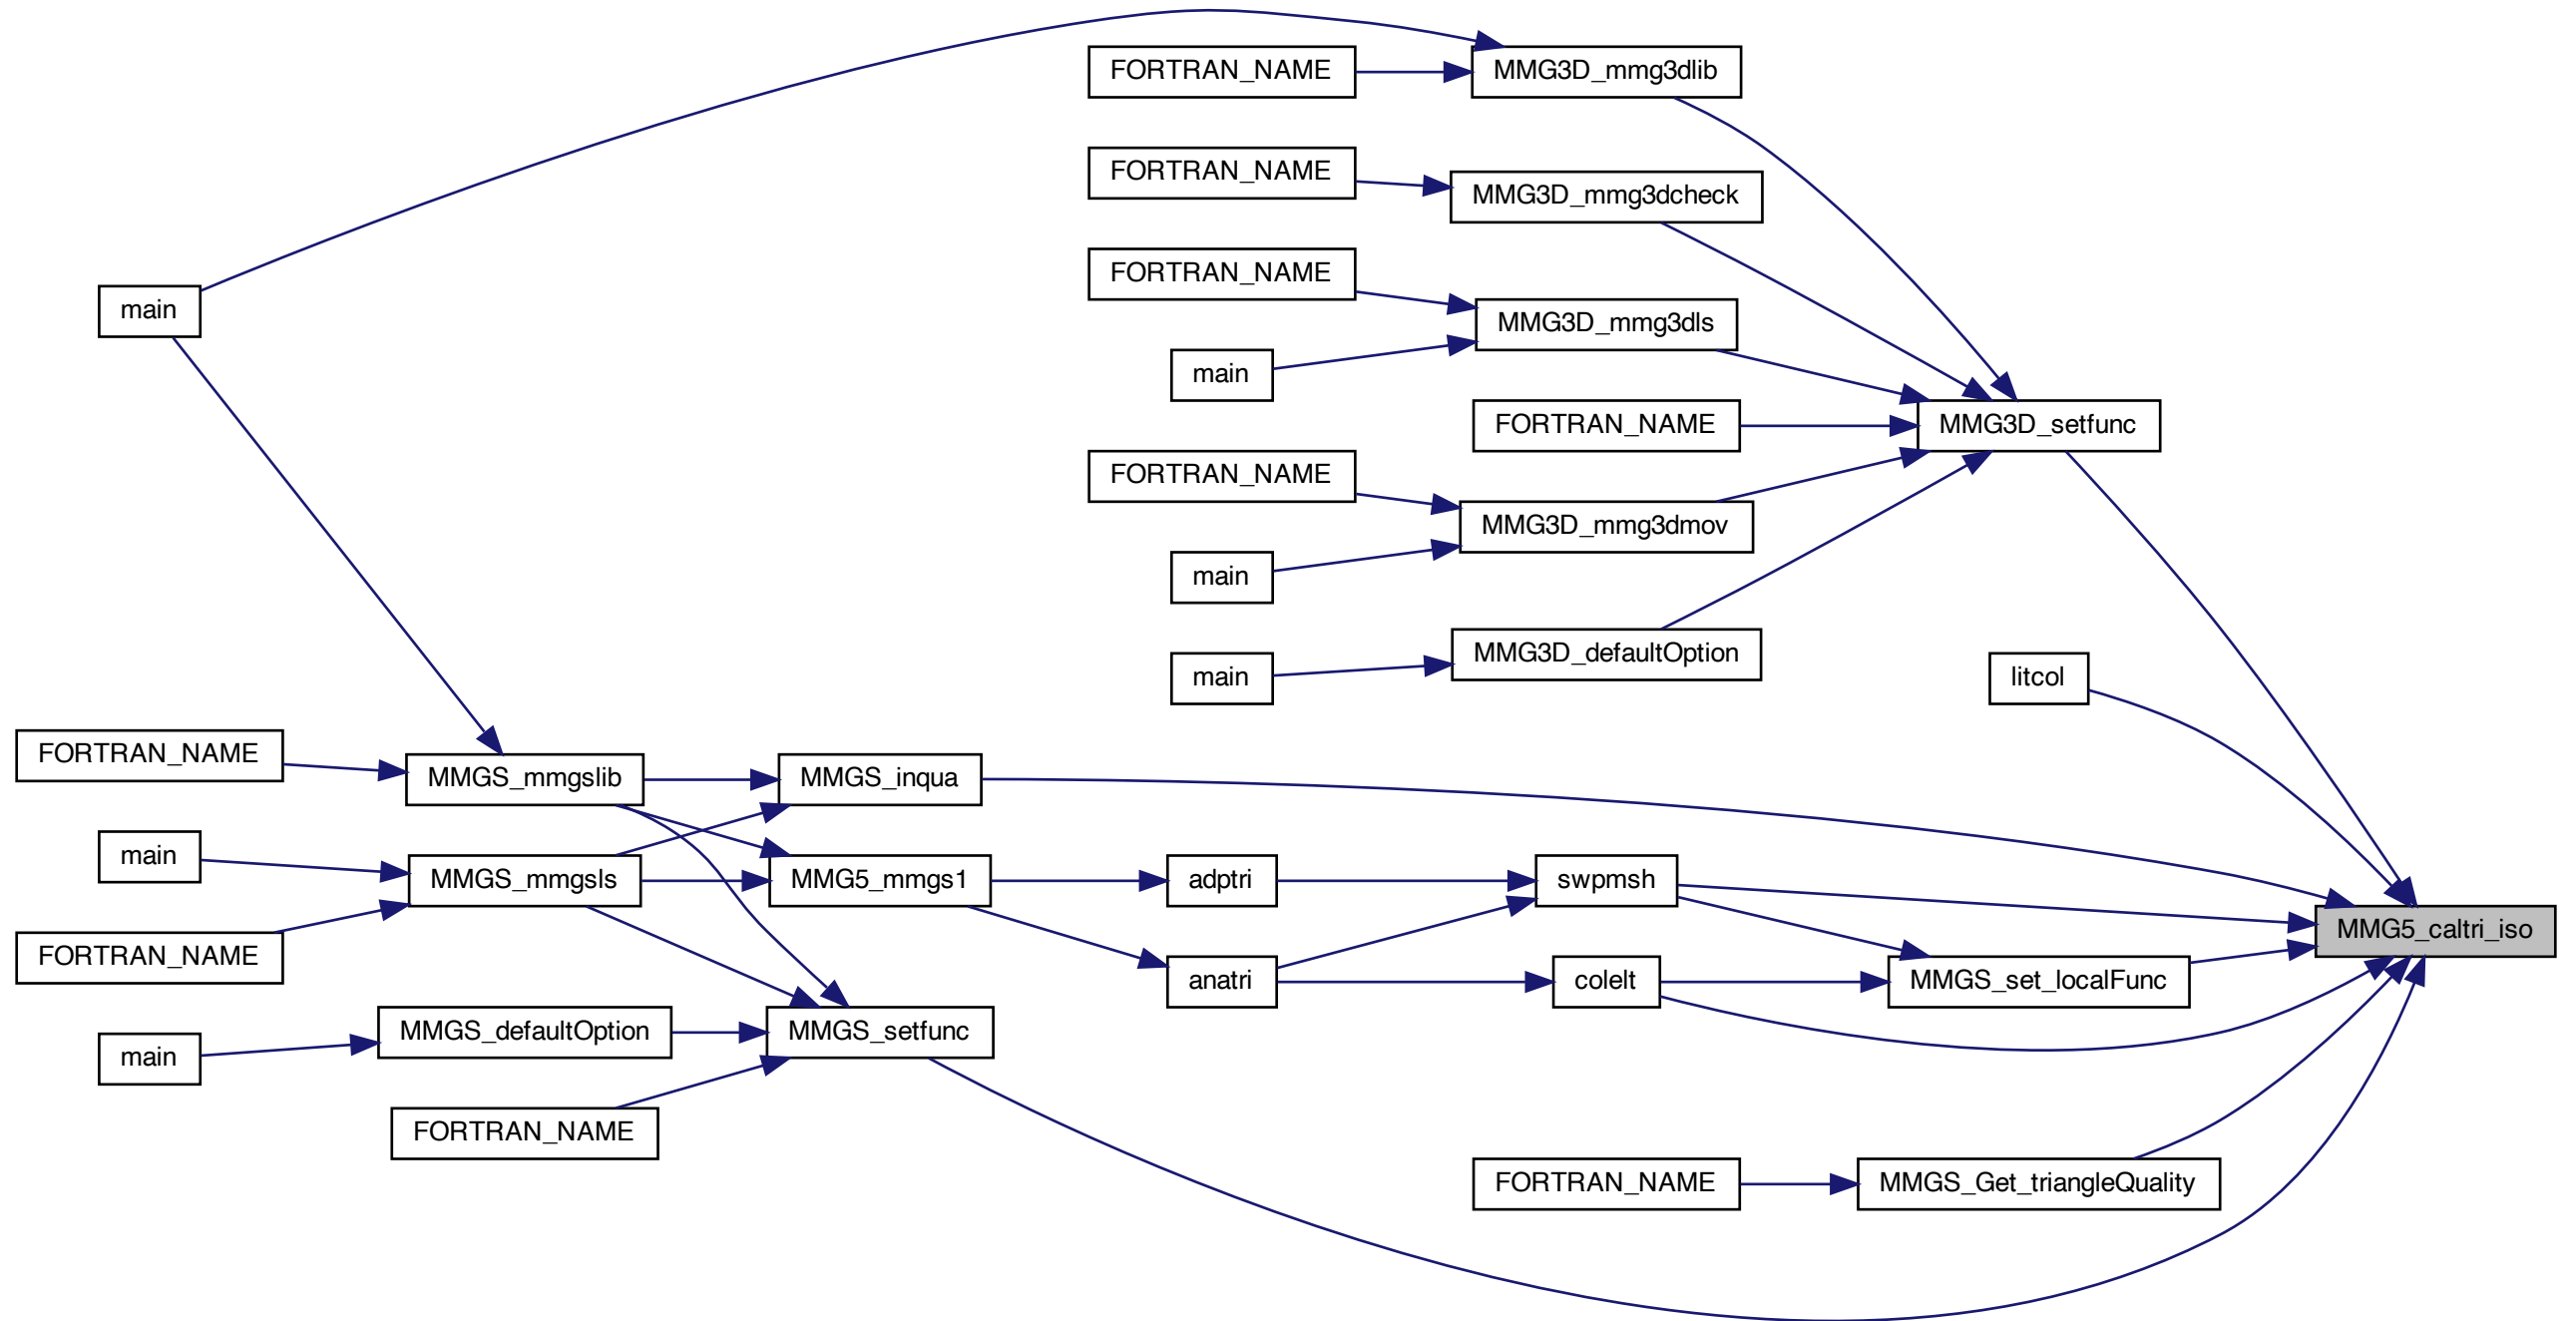 FORTRAN_NAME
MMG3D_mmg3dlib
FORTRAN_NAME
MMG3D_mmg3dcheck
FORTRAN_NAME
main
MMG3D_mmg3dls
main
FORTRAN_NAME
MMG3D_setfunc
FORTRAN_NAME
MMG3D_mmg3dmov
main
MMG3D_defaultOption
main
litcol
FORTRAN_NAME
MMGS_mmgslib
MMGS_inqua
main
MMGS_mmgsls
MMG5_mmgs1
adptri
swpmsh
MMG5_caltri_iso
FORTRAN_NAME
anatri
colelt
MMGS_set_localFunc
main
MMGS_defaultOption
MMGS_setfunc
FORTRAN_NAME
FORTRAN_NAME
MMGS_Get_triangleQuality